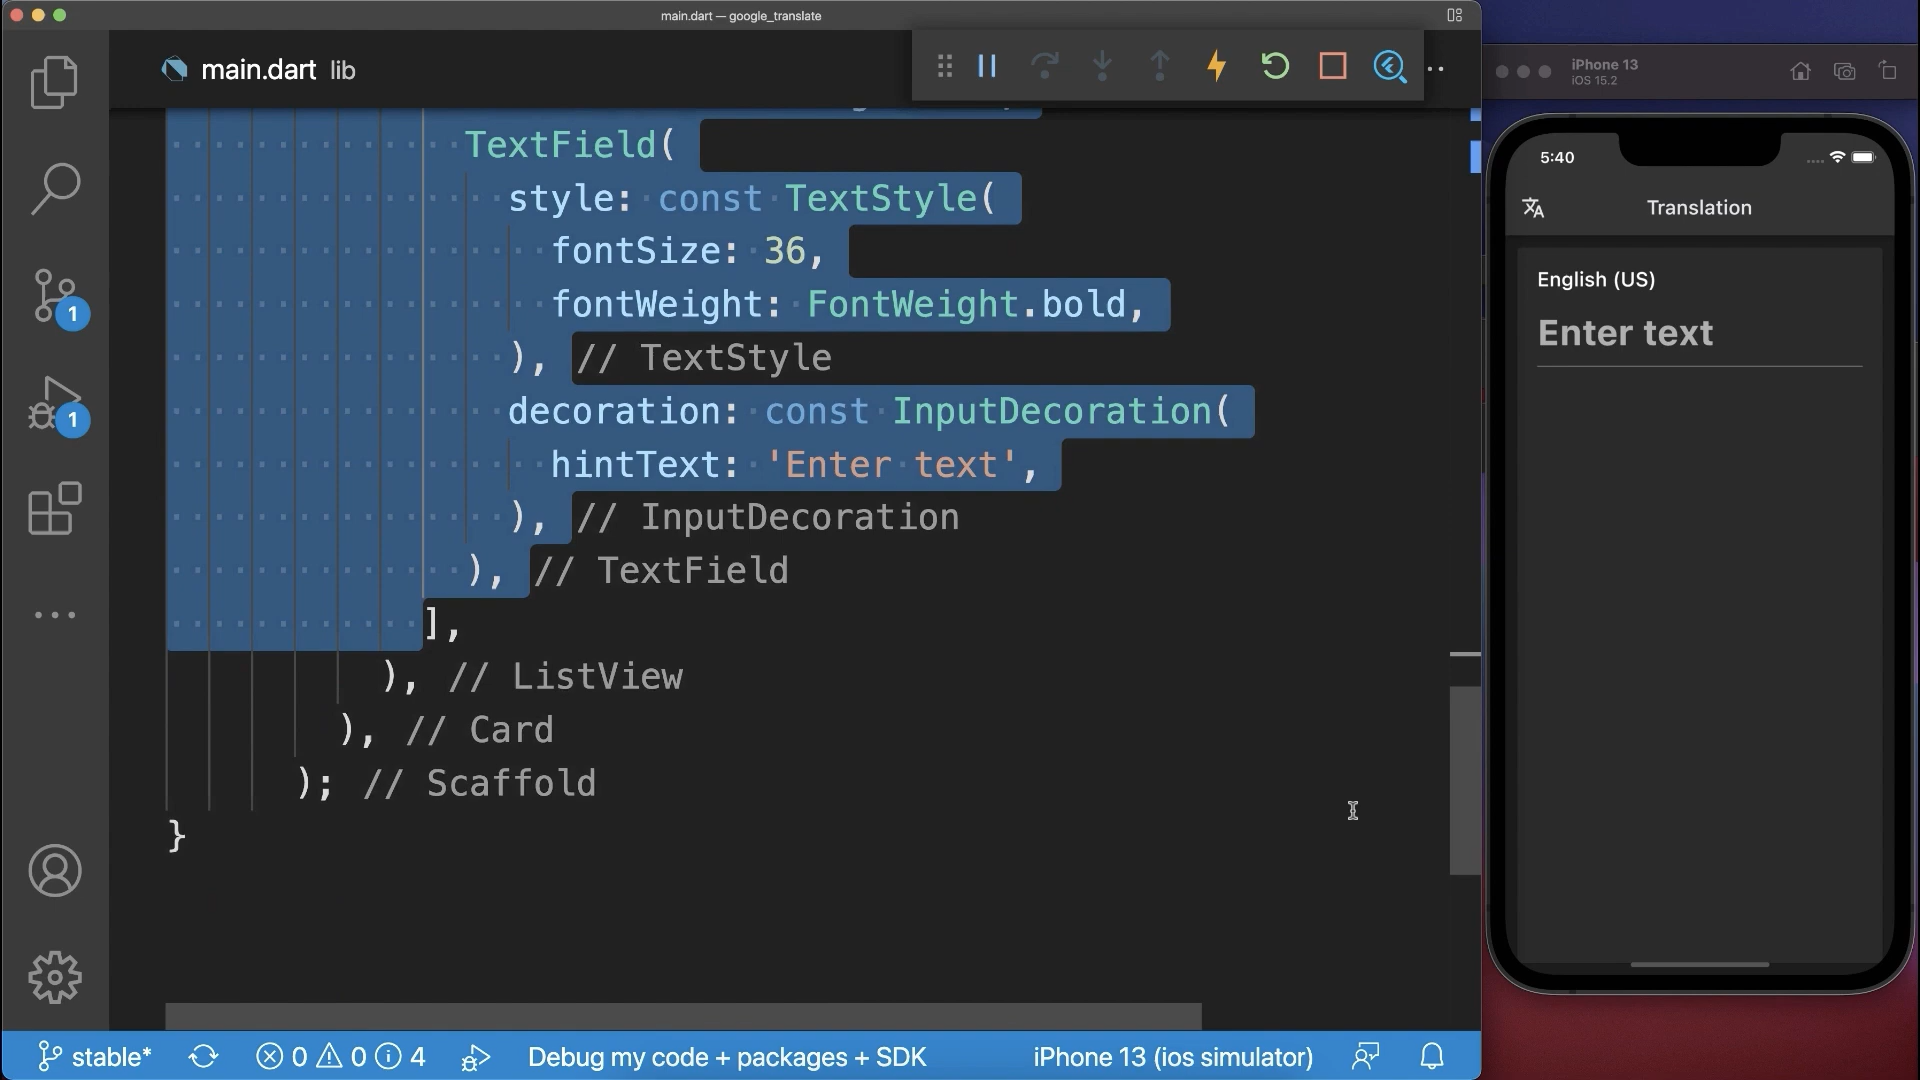 main.dart — google_translate
main.dart lib
TextField(
style: const TextStyle(
fontSize: 36,
fontWeight: FontWeight.bold,
), // TextStyle
decoration: const InputDecoration(
hintText: 'Enter text',
), // InputDecoration
), // TextField
],
), // ListView
), // Card
); // Scaffold
}
1
1
stable* 0 0 4 Debug my code + packages + SDK iPhone 13 (ios simulator)
iPhone 13
iOS 15.2
5:40
Translation
English (US)
Enter text